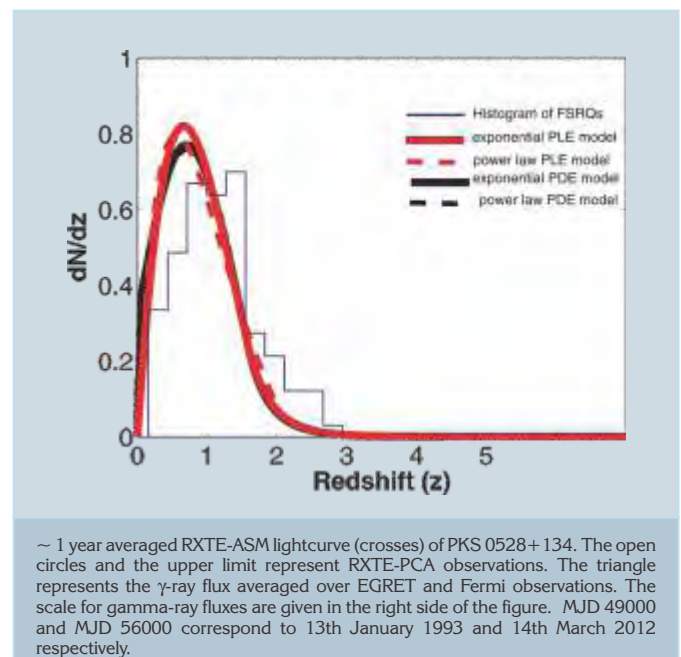 1
0.8
0.6
0.4
0.2
0
dN/dz
Histogram of FSRQs
exponential PLE model
power law PLE model
exponential PDE model
power law PDE model
0 1 2 3 4 5
Redshift (z)
~ 1 year averaged RXTE-ASM lightcurve (crosses) of PKS 0528+134. The open
circles and the upper limit represent RXTE-PCA observations. The triangle
represents the γ-ray flux averaged over EGRET and Fermi observations. The
scale for gamma-ray fluxes are given in the right side of the figure. MJD 49000
and MJD 56000 correspond to 13th January 1993 and 14th March 2012
respectively.